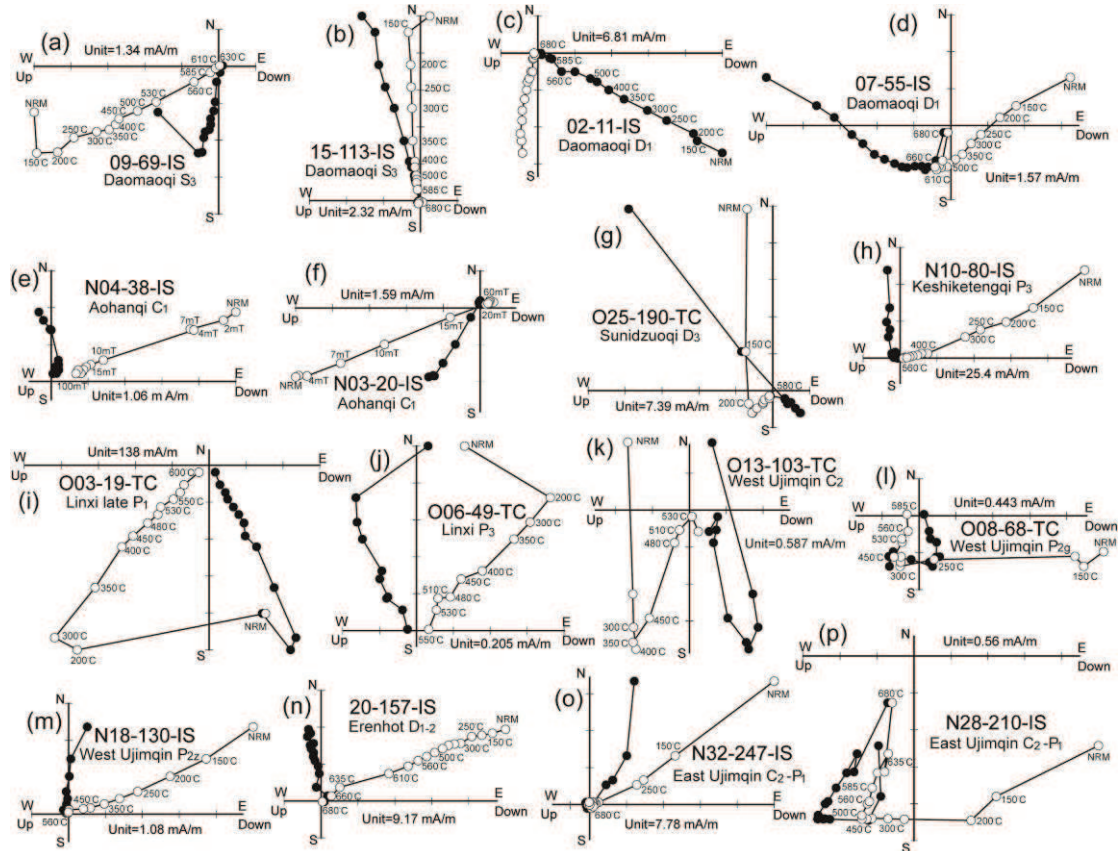 (a)
N
W
Up
Unit=1.34 mA/m
E
Down
610℃
630℃
585℃
560℃
530℃
500℃
450℃
400℃
350℃
300℃
250℃
200℃
150℃
NRM
09-69-IS
Daomaoqi S3
S
(b)
N
NRM
150℃
200℃
250℃
300℃
350℃
400℃
500℃
585℃
680℃
15-113-IS
Daomaoqi S3
W
Up
E
Down
Unit=2.32 mA/m
S
(c)
N
W
Up
Unit=6.81 mA/m
E
Down
680℃
585℃
560℃
500℃
400℃
350℃
300℃
250℃
200℃
150℃
NRM
02-11-IS
Daomaoqi D1
S
(d)
N
07-55-IS
Daomaoqi D1
NRM
150℃
200℃
250℃
300℃
350℃
500℃
610℃
660℃
680℃
W
Up
E
Down
Unit=1.57 mA/m
S
(e)
N
N04-38-IS
Aohanqi C1
NRM
2mT
4mT
7mT
10mT
15mT
100mT
W
Up
E
Down
Unit=1.06 m A/m
S
(f)
N
W
Up
Unit=1.59 mA/m
E
Down
60mT
20mT
15mT
10mT
7mT
4mT
NRM
N03-20-IS
Aohanqi C1
S
(g)
N
NRM
150℃
O25-190-TC
Sunidzuoqi D3
580℃
200℃
W
Up
E
Down
Unit=7.39 mA/m
S
(h)
N
N10-80-IS
Keshiketengqi P3
NRM
150℃
200℃
250℃
300℃
400℃
560℃
W
Up
E
Down
Unit=25.4 mA/m
S
(i)
N
W
Up
Unit=138 mA/m
E
Down
O03-19-TC
Linxi late P1
600℃
550℃
530℃
480℃
450℃
400℃
350℃
300℃
200℃
NRM
S
(j)
N
NRM
200℃
300℃
350℃
400℃
450℃
480℃
510℃
530℃
550℃
O06-49-TC
Linxi P3
W
Up
E
Down
Unit=0.205 mA/m
S
(k)
N
NRM
O13-103-TC
West Ujimqin C2
W
Up
E
Down
530℃
510℃
480℃
450℃
300℃
350℃
400℃
Unit=0.587 mA/m
S
(l)
N
W
Up
Unit=0.443 mA/m
E
Down
585℃
560℃
530℃
450℃
300℃
250℃
150℃
NRM
O08-68-TC
West Ujimqin P2g
S
(m)
N
N18-130-IS
West Ujimqin P2z
NRM
150℃
200℃
250℃
350℃
450℃
560℃
W
Up
E
Down
Unit=1.08 mA/m
S
(n)
N
20-157-IS
Erenhot D1-2
NRM
150℃
250℃
300℃
500℃
560℃
610℃
635℃
660℃
680℃
W
Up
E
Down
Unit=9.17 mA/m
S
(o)
N
NRM
150℃
250℃
680℃
N32-247-IS
East Ujimqin C2-P1
W
Up
E
Down
Unit=7.78 mA/m
S
(p)
N
Unit=0.56 mA/m
W
Up
E
Down
680℃
635℃
585℃
560℃
500℃
450℃
300℃
200℃
150℃
NRM
N28-210-IS
East Ujimqin C2-P1
S